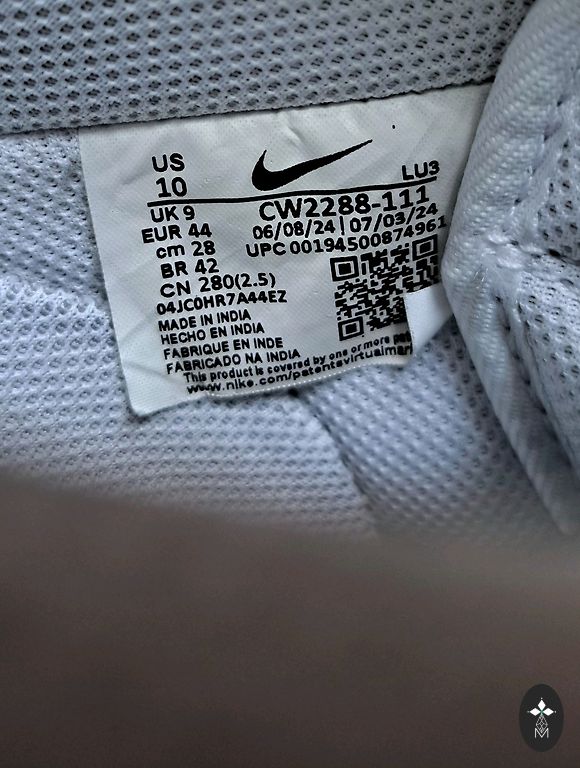 US
10
LU3
UK 9
CW2288-111
EUR 44
06/08/24 | 07/03/24
cm 28
UPC 00194500874961
BR 42
CN 280(2.5)
04JC0HR7A44EZ
MADE IN INDIA
HECHO EN INDIA
FABRIQUE EN INDE
FABRICADO NA INDIA
This product is covered by one or more
www.nike.com/patents
M